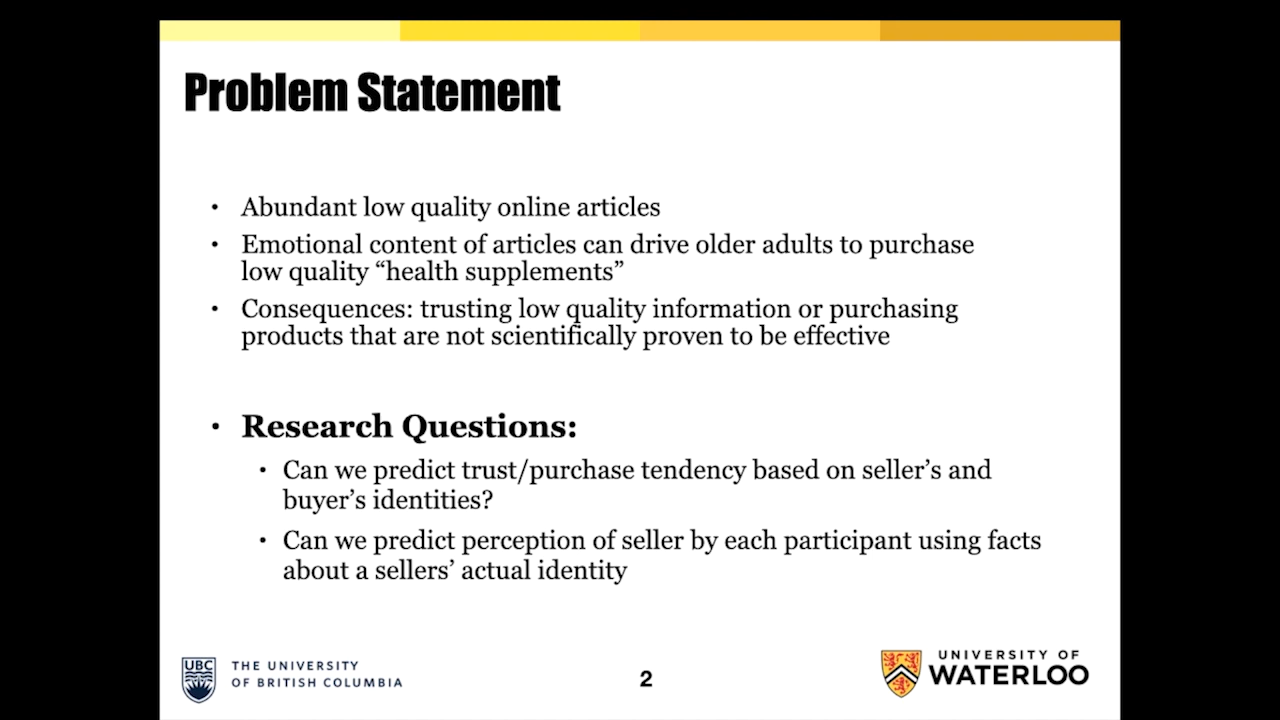 Problem Statement
• Abundant low quality online articles
• Emotional content of articles can drive older adults to purchase
low quality “health supplements”
• Consequences: trusting low quality information or purchasing
products that are not scientifically proven to be effective
• Research Questions:
• Can we predict trust/purchase tendency based on seller’s and
buyer’s identities?
• Can we predict perception of seller by each participant using facts
about a sellers’ actual identity
UBC
THE UNIVERSITY
OF BRITISH COLUMBIA
2
UNIVERSITY OF
WATERLOO